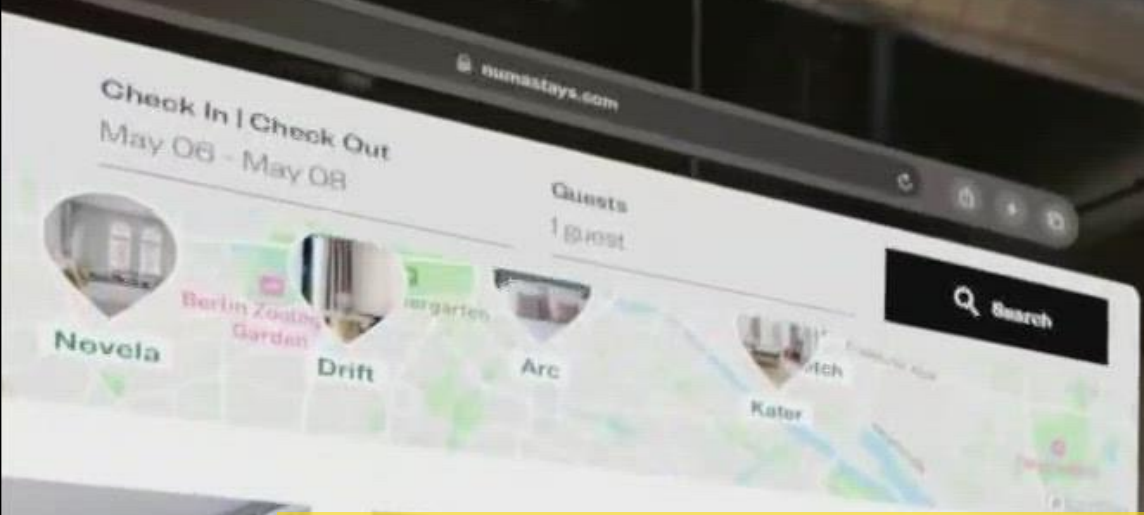 numastays.com
Check In | Check Out
May 06 - May 08
Guests
1 guest
Search
Berlin
Garden
Novela
Drift
Arc
Kater